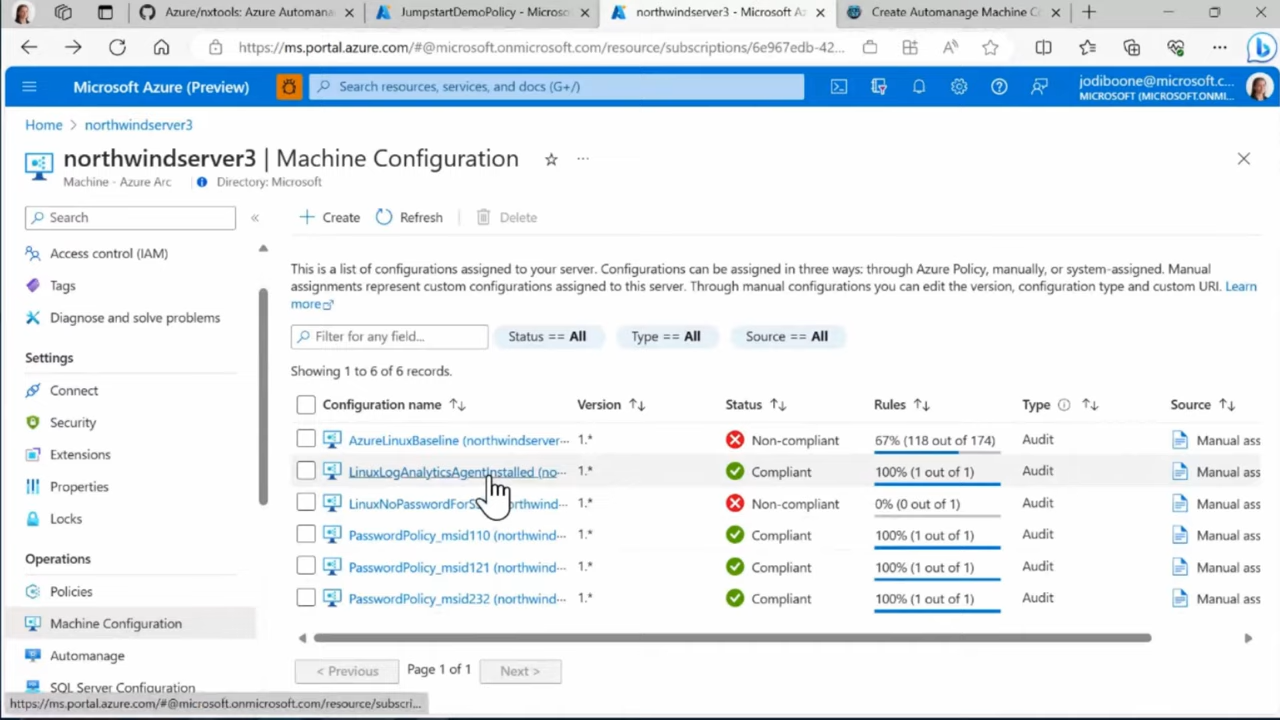 Azure/nxtools: Azure Automana
JumpstartDemoPolicy - Microso
northwindserver3 - Microsoft Az
Create Automanage Machine C
https://ms.portal.azure.com/#@microsoft.onmicrosoft.com/resource/subscriptions/6e967edb-42...
Microsoft Azure (Preview)
Search resources, services, and docs (G+/)
jodiboone@microsoft.c...
MICROSOFT (MICROSOFT.ONMI...
Home > northwindserver3
northwindserver3 | Machine Configuration
Machine - Azure Arc
Directory: Microsoft
Search
Access control (IAM)
Tags
Diagnose and solve problems
Settings
Connect
Security
Extensions
Properties
Locks
Operations
Policies
Machine Configuration
Automanage
SQL Server Configuration
+ Create Refresh Delete
This is a list of configurations assigned to your server. Configurations can be assigned in three ways: through Azure Policy, manually, or system-assigned. Manual
assignments represent custom configurations assigned to this server. Through manual configurations you can edit the version, configuration type and custom URI. Learn
more
Filter for any field... Status == All Type == All Source == All
Showing 1 to 6 of 6 records.
Configuration name Version Status Rules Type Source
AzureLinuxBaseline (northwindserver... 1.* Non-compliant 67% (118 out of 174) Audit Manual ass
LinuxLogAnalyticsAgentInstalled (no... 1.* Compliant 100% (1 out of 1) Audit Manual ass
LinuxNoPasswordForS northwind... 1.* Non-compliant 0% (0 out of 1) Audit Manual ass
PasswordPolicy_msid110 (northwind... 1.* Compliant 100% (1 out of 1) Audit Manual ass
PasswordPolicy_msid121 (northwind... 1.* Compliant 100% (1 out of 1) Audit Manual ass
PasswordPolicy_msid232 (northwind... 1.* Compliant 100% (1 out of 1) Audit Manual ass
< Previous Page 1 of 1 Next >
https://ms.portal.azure.com/#@microsoft.onmicrosoft.com/resource/subscri...